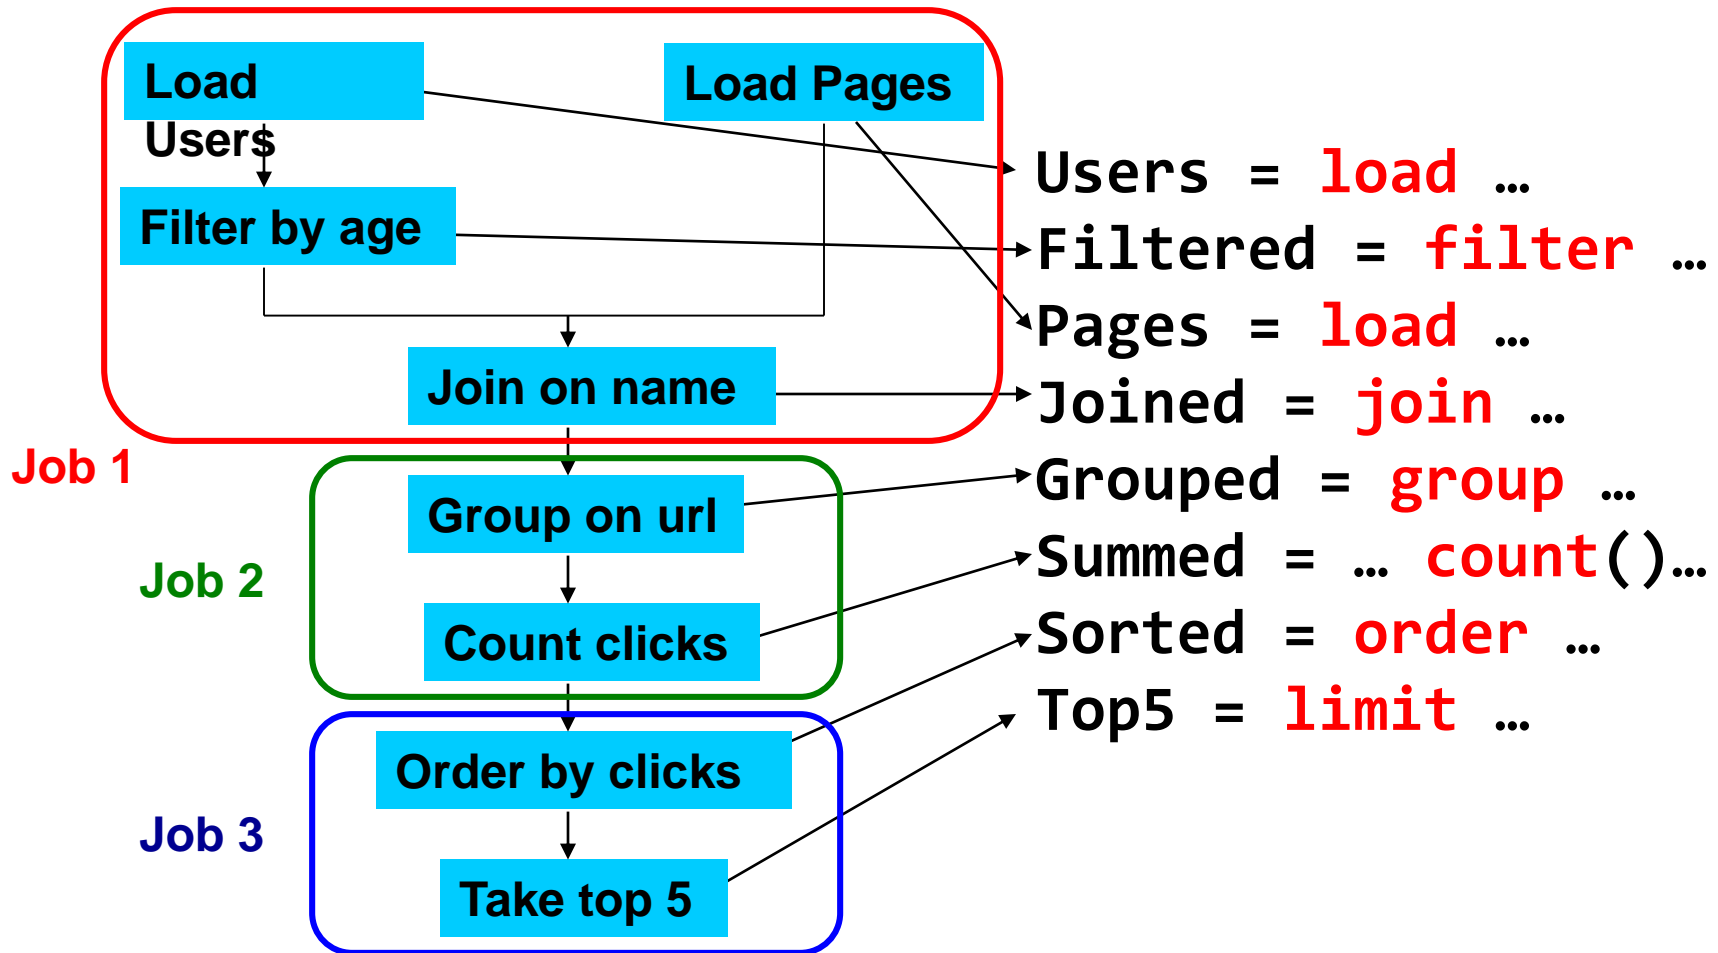 Load
Users
Load Pages
Filter by age
Join on name
Job 1
Group on url
Job 2
Count clicks
Order by clicks
Job 3
Take top 5
Users = load …
Filtered = filter …
Pages = load …
Joined = join …
Grouped = group …
Summed = … count()…
Sorted = order …
Top5 = limit …